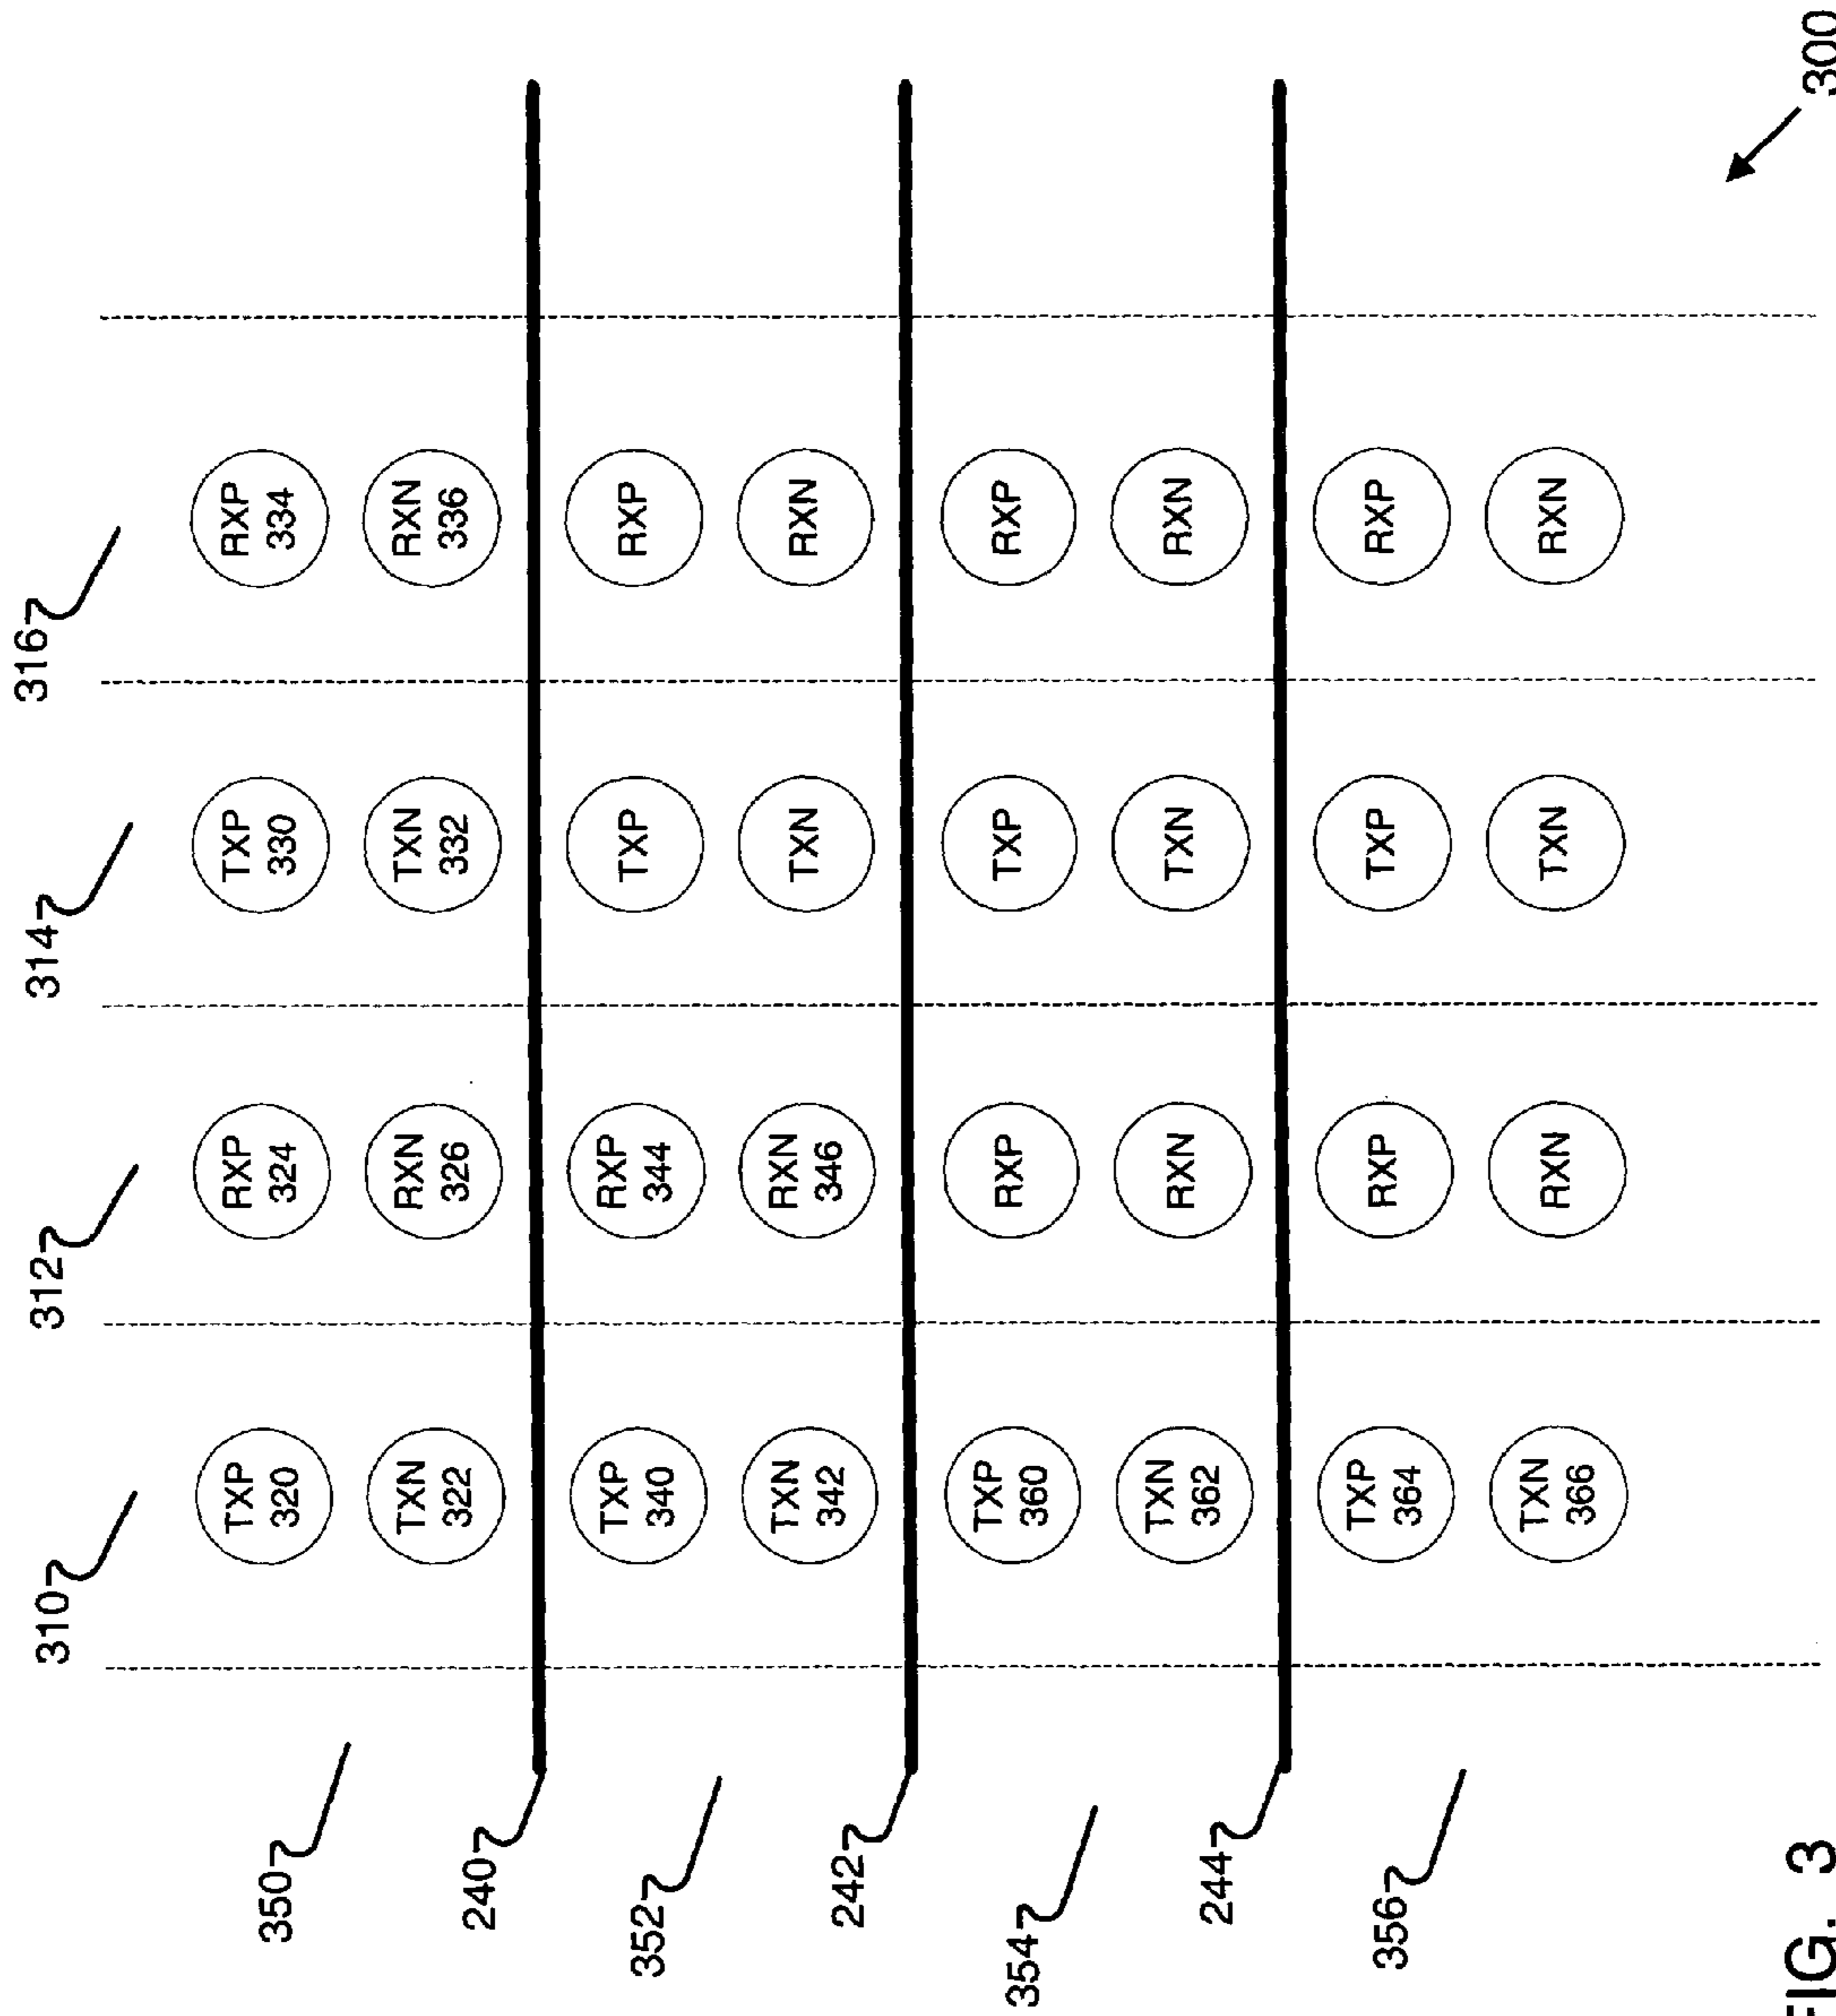 310
312
314
316
350
TXP
320
RXP
324
TXP
330
RXP
334
TXN
322
RXN
326
TXN
332
RXN
336
240
352
TXP
340
RXP
344
TXP
RXP
TXN
342
RXN
346
TXN
RXN
242
354
TXP
360
RXP
TXP
RXP
TXN
362
RXN
TXN
RXN
244
356
TXP
364
RXP
TXP
RXP
TXN
366
RXN
TXN
RXN
300
FIG. 3